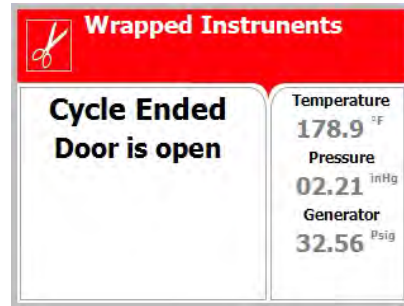 Wrapped Instrunents
Cycle Ended
Door is open
Temperature
178.9 °F
Pressure
02.21 inHg
Generator
32.56 Psig